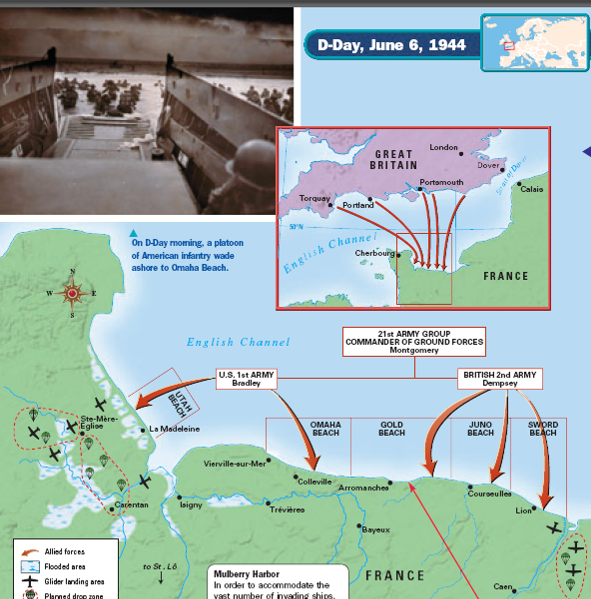 D-Day, June 6, 1944
London
GREAT
BRITAIN
Dover
Strait of Dover
Portsmouth
Calais
Torquay
Portland
50°N
English Channel
Cherbourg
FRANCE
On D-Day morning, a platoon
of American infantry wade
ashore to Omaha Beach.
N
W
E
S
English Channel
21st ARMY GROUP
COMMANDER OF GROUND FORCES
Montgomery
U.S. 1st ARMY
Bradley
BRITISH 2nd ARMY
Dempsey
UTAH
BEACH
OMAHA
BEACH
GOLD
BEACH
JUNO
BEACH
SWORD
BEACH
Ste-Mère-
Église
La Madeleine
Vierville-sur-Mer
Colleville
Arromanches
Courseulles
Lion
Carentan
Isigny
Trévières
Bayeux
to St. Lô
FRANCE
Caen
Allied forces
Flooded area
Glider landing area
Planned drop zone
Mulberry Harbor
In order to accommodate the
vast number of invading ships,